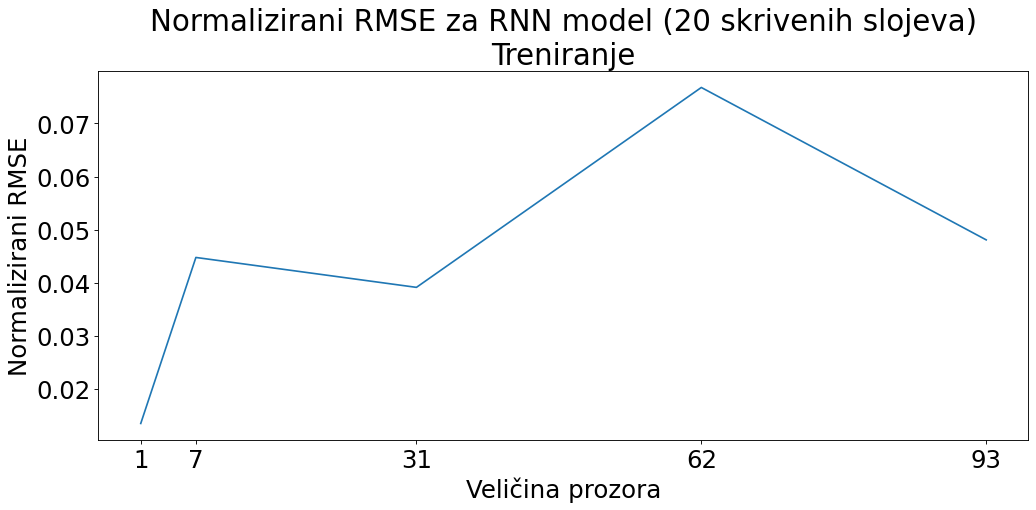 Normalizirani RMSE za RNN model (20 skrivenih slojeva)
Treniranje
Normalizirani RMSE
0.07
0.06
0.05
0.04
0.03
0.02
1 7 31 62 93
Veličina prozora